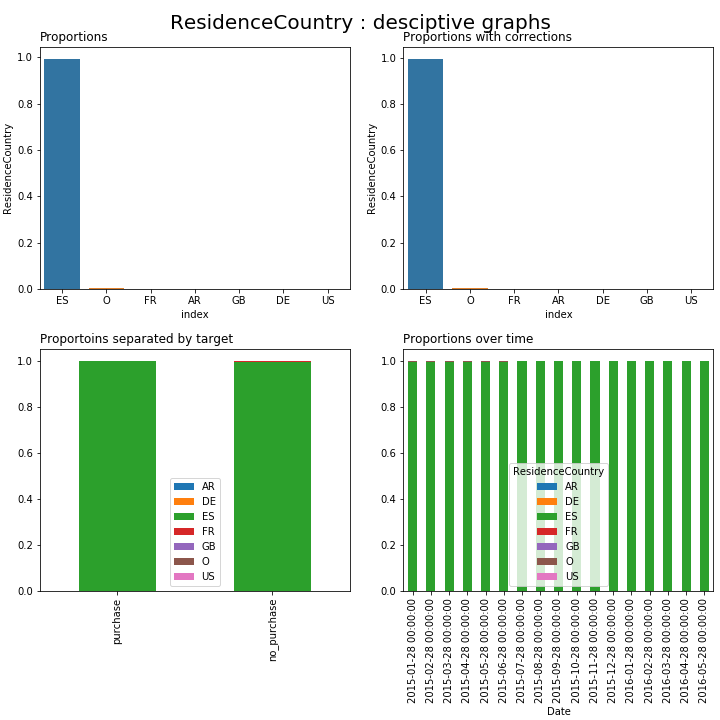 ResidenceCountry : desciptive graphs
Proportions
1.0
0.8
0.6
0.4
0.2
0.0
ResidenceCountry
ES O FR AR GB DE US
index
Proportions with corrections
1.0
0.8
0.6
0.4
0.2
0.0
ResidenceCountry
ES O FR AR DE GB US
index
Proportoins separated by target
1.0
0.8
0.6
0.4
0.2
0.0
AR
DE
ES
FR
GB
O
US
purchase
no_purchase
Proportions over time
1.0
0.8
0.6
0.4
0.2
0.0
ResidenceCountry
AR
DE
ES
FR
GB
O
US
2015-01-28 00:00:00
2015-02-28 00:00:00
2015-03-28 00:00:00
2015-04-28 00:00:00
2015-05-28 00:00:00
2015-06-28 00:00:00
2015-07-28 00:00:00
2015-08-28 00:00:00
2015-09-28 00:00:00
2015-10-28 00:00:00
2015-11-28 00:00:00
2015-12-28 00:00:00
2016-01-28 00:00:00
2016-02-28 00:00:00
2016-03-28 00:00:00
2016-04-28 00:00:00
2016-05-28 00:00:00
Date